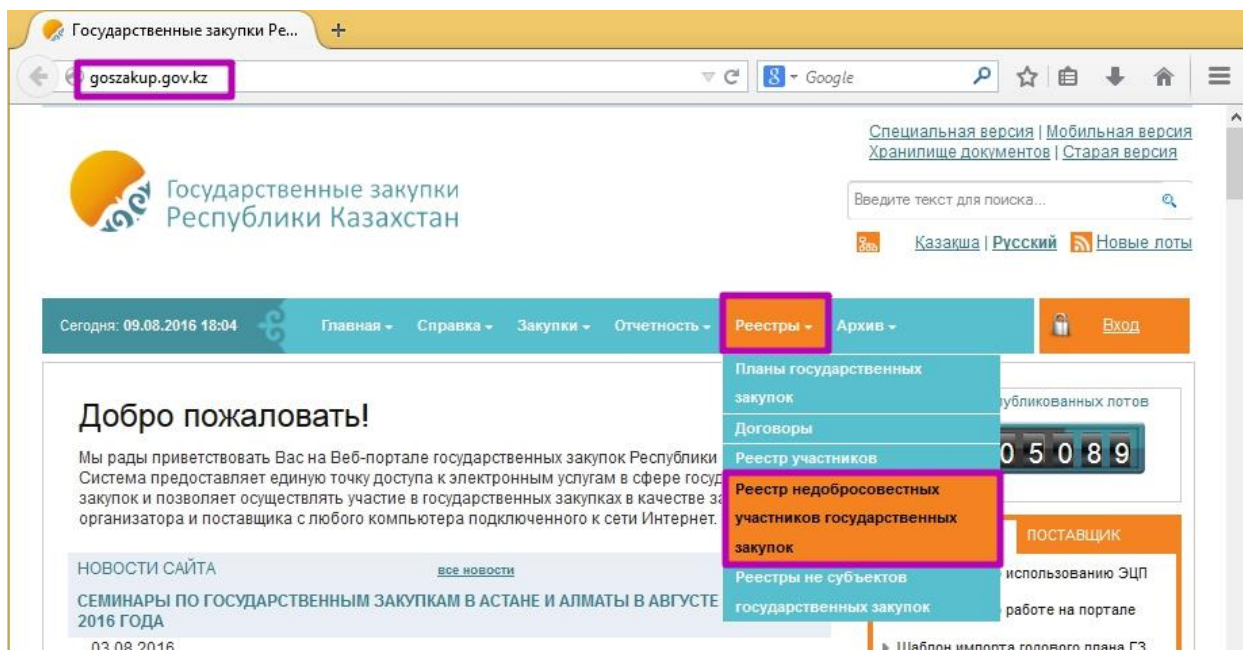 Государственные закупки Ре...
goszakup.gov.kz
Google
Специальная версия | Мобильная версия
Хранилище документов | Старая версия
Государственные закупки
Республики Казахстан
Введите текст для поиска...
Қазақша | Русский Новые лоты
Сегодня: 09.08.2016 18:04 Главная Справка Закупки Отчетность Реестры Архив Вход
Планы государственных
закупок
Договоры
Реестр участников
Реестр недобросовестных
участников государственных
закупок
Реестры не субъектов
государственных закупок
лотов
0 5 0 8 9
Добро пожаловать!
Мы рады приветствовать Вас на Веб-портале государственных закупок Республики
Система предоставляет единую точку доступа к электронным услугам в сфере
закупок и позволяет осуществлять участие в государственных закупках в качестве
организатора и поставщика с любого компьютера подключенного к сети Интернет.
ПОСТАВЩИК
использованию ЭЦП
работе на портале
Шаблон импорта годового плана ГЗ
НОВОСТИ САЙТА все новости
СЕМИНАРЫ ПО ГОСУДАРСТВЕННЫМ ЗАКУПКАМ В АСТАНЕ И АЛМАТЫ В АВГУСТЕ
2016 ГОДА
03.08.2016